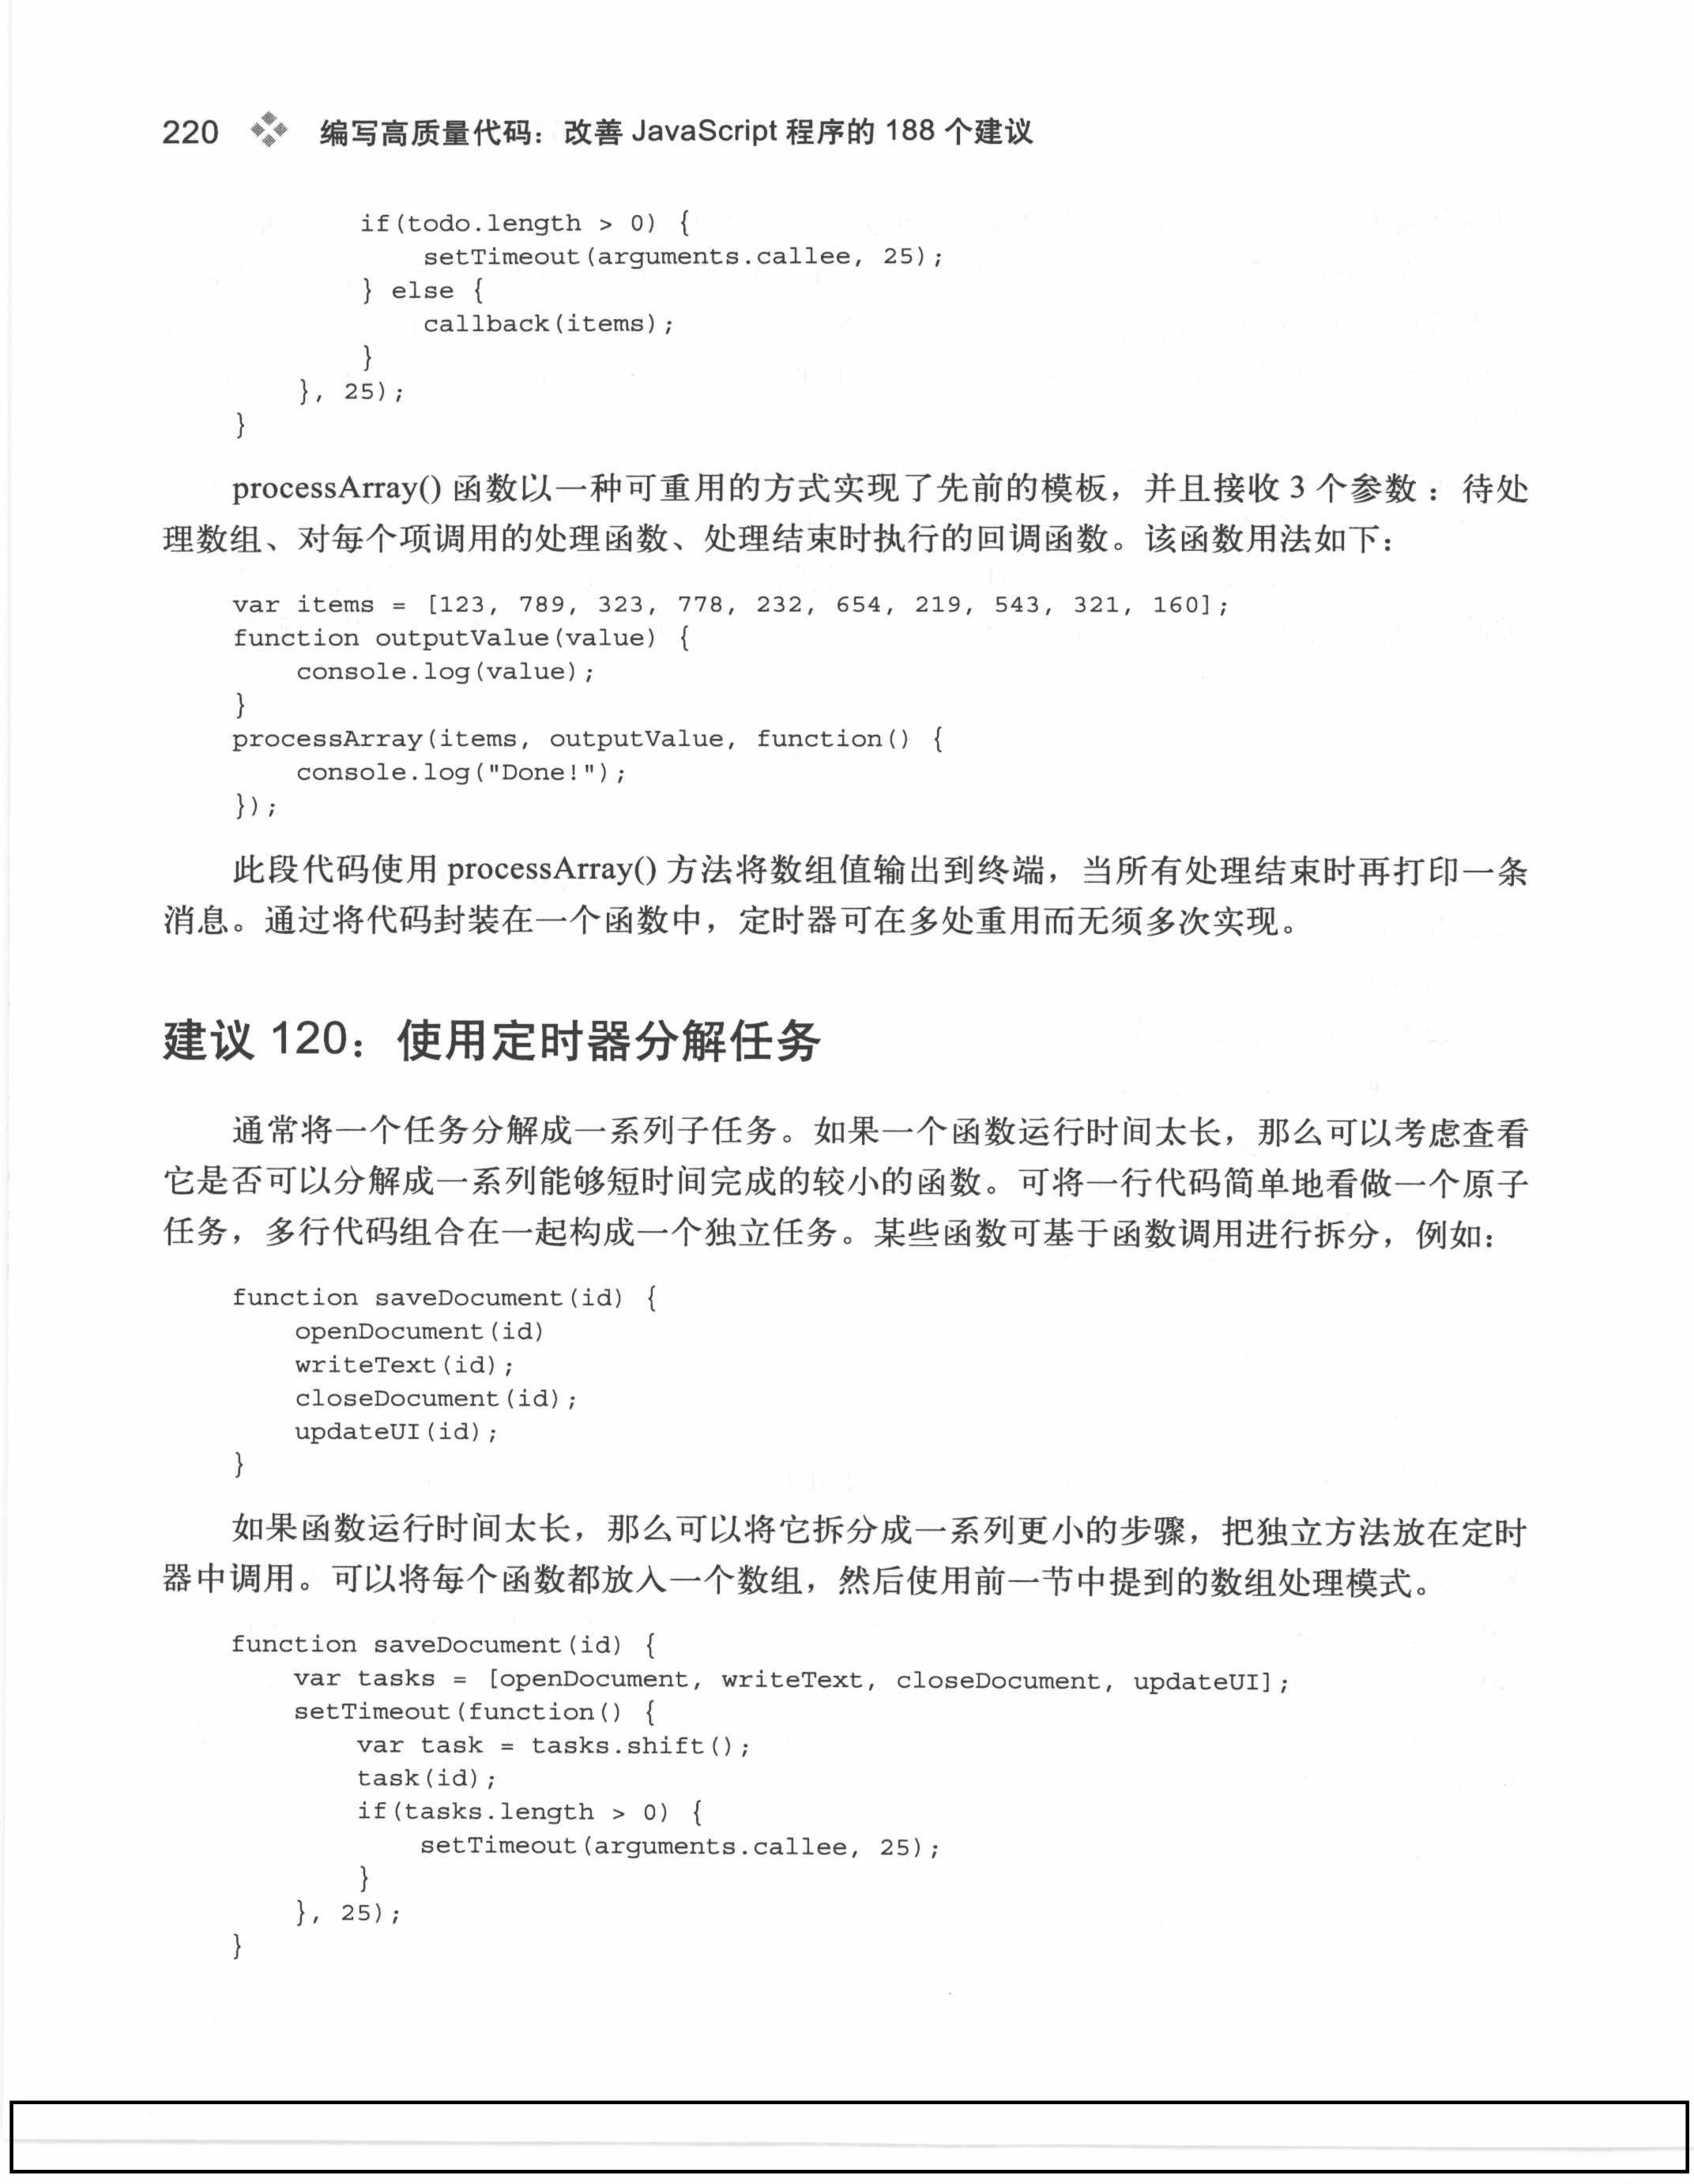 220 编写高质量代码：改善 JavaScript 程序的 188 个建议
        if(todo.length > 0) {
            setTimeout(arguments.callee, 25);
        } else {
            callback(items);
        }
    }, 25);
}
processArray() 函数以一种可重用的方式实现了先前的模板，并且接收 3 个参数：待处
理数组、对每个项调用的处理函数、处理结束时执行的回调函数。该函数用法如下：
var items = [123, 789, 323, 778, 232, 654, 219, 543, 321, 160];
function outputValue(value) {
    console.log(value);
}
processArray(items, outputValue, function() {
    console.log("Done!");
});
此段代码使用 processArray() 方法将数组值输出到终端，当所有处理结束时再打印一条
消息。通过将代码封装在一个函数中，定时器可在多处重用而无须多次实现。
建议 120：使用定时器分解任务
通常将一个任务分解成一系列子任务。如果一个函数运行时间太长，那么可以考虑查看
它是否可以分解成一系列能够短时间完成的较小的函数。可将一行代码简单地看做一个原子
任务，多行代码组合在一起构成一个独立任务。某些函数可基于函数调用进行拆分，例如：
function saveDocument(id) {
    openDocument(id)
    writeText(id);
    closeDocument(id);
    updateUI(id);
}
如果函数运行时间太长，那么可以将它拆分成一系列更小的步骤，把独立方法放在定时
器中调用。可以将每个函数都放入一个数组，然后使用前一节中提到的数组处理模式。
function saveDocument(id) {
    var tasks = [openDocument, writeText, closeDocument, updateUI];
    setTimeout(function() {
        var task = tasks.shift();
        task(id);
        if(tasks.length > 0) {
            setTimeout(arguments.callee, 25);
        }
    }, 25);
}